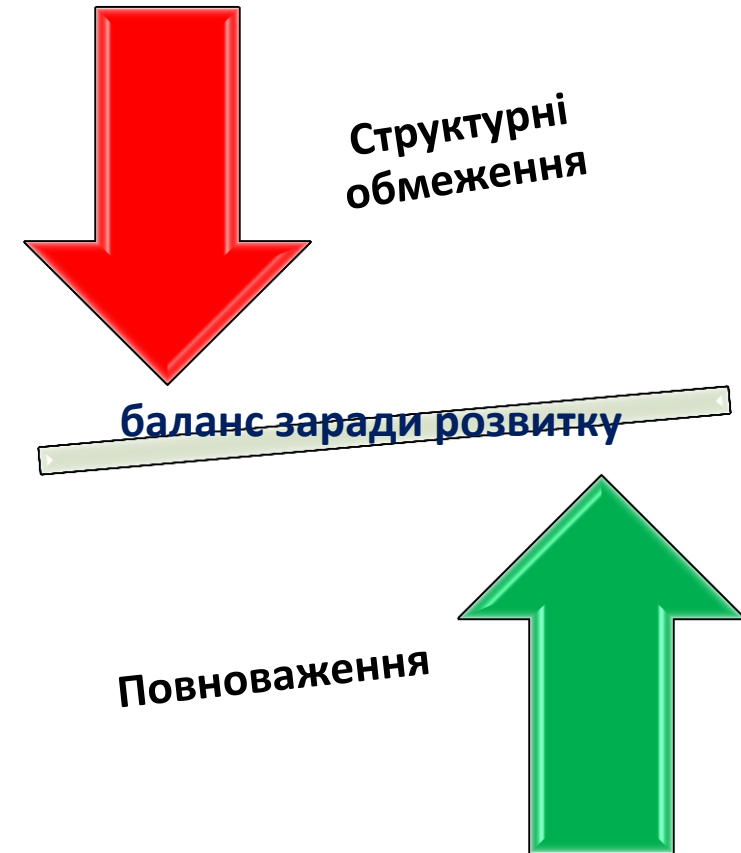 Структурні
обмеження
баланс заради розвитку
Повноваження